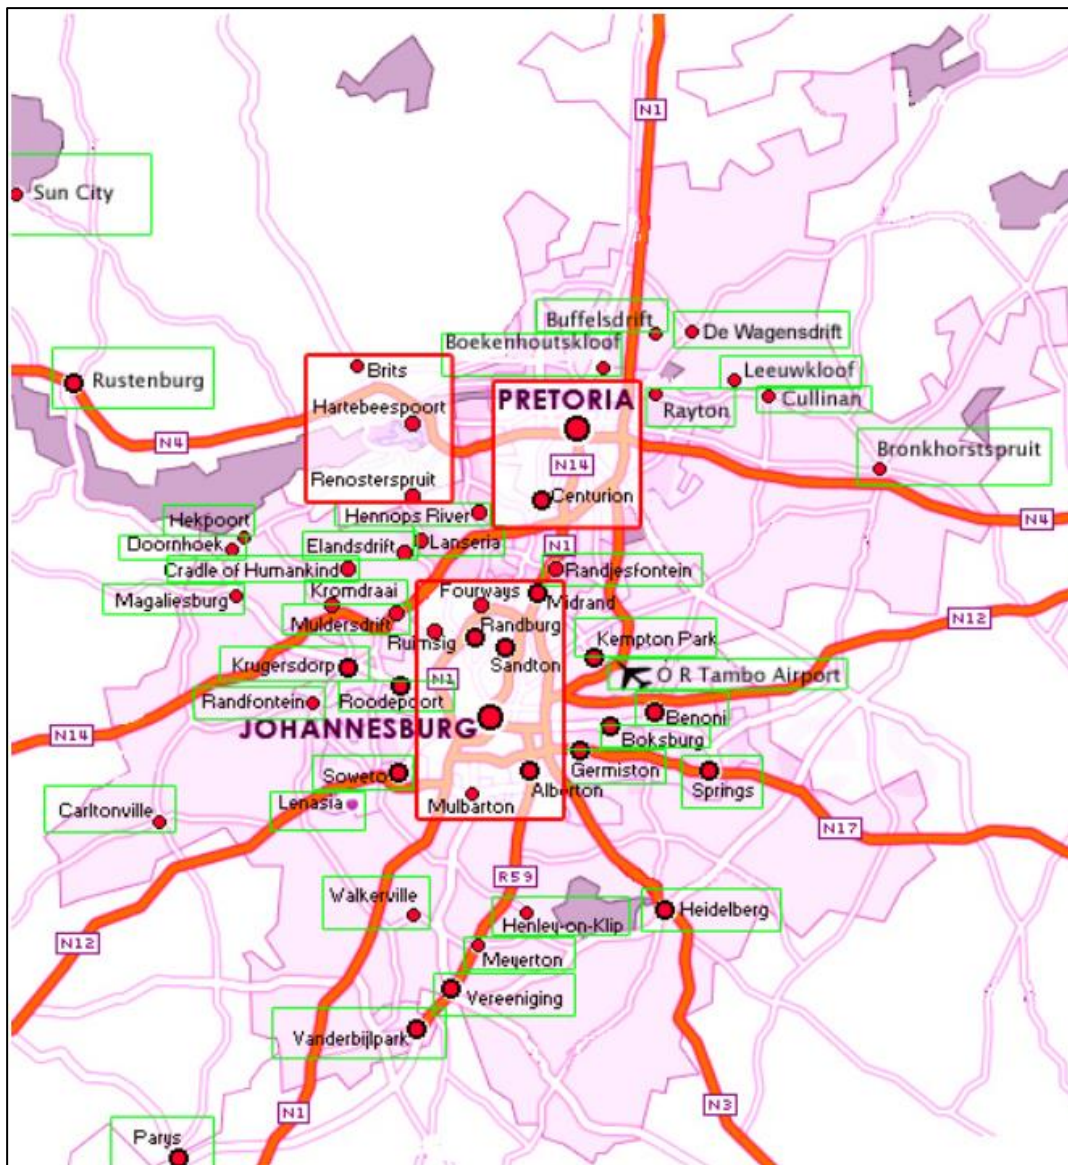 N1
Sun City
Buffelsdrift
De Wagensdrift
Boekenhoutskloof
Brits
Leeuwkloof
Rustenburg
PRETORIA
Cullinan
Hartebeespoort
Rayton
N4
Bronkhorstspruit
N14
Renosterspruit
Centurion
Hennops River
Hekpoort
N4
Doornhoek
Elandsdrift
Lanseria
N1
Cradle of Humankind
Randjesfontein
Kromdraai
Fourways
Magaliesburg
Midrand
Muldersdrift
Randburg
N12
Ruimsig
Kempton Park
Sandton
Krugersdorp
O R Tambo Airport
N1
Randfontein
Roodepoort
Benoni
JOHANNESBURG
N14
Boksburg
Soweto
Germiston
Alberton
Springs
Lenasia
Mulbarton
Carltonville
N17
R59
Walkerville
Heidelberg
Henley-on-Klip
N12
Meyerton
Vereeniging
Vanderbijlpark
N1
N3
Parys